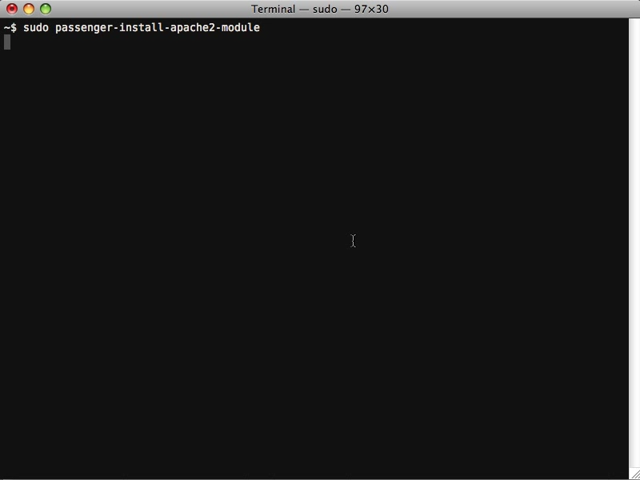 Terminal — sudo — 97×30
~$ sudo passenger-install-apache2-module